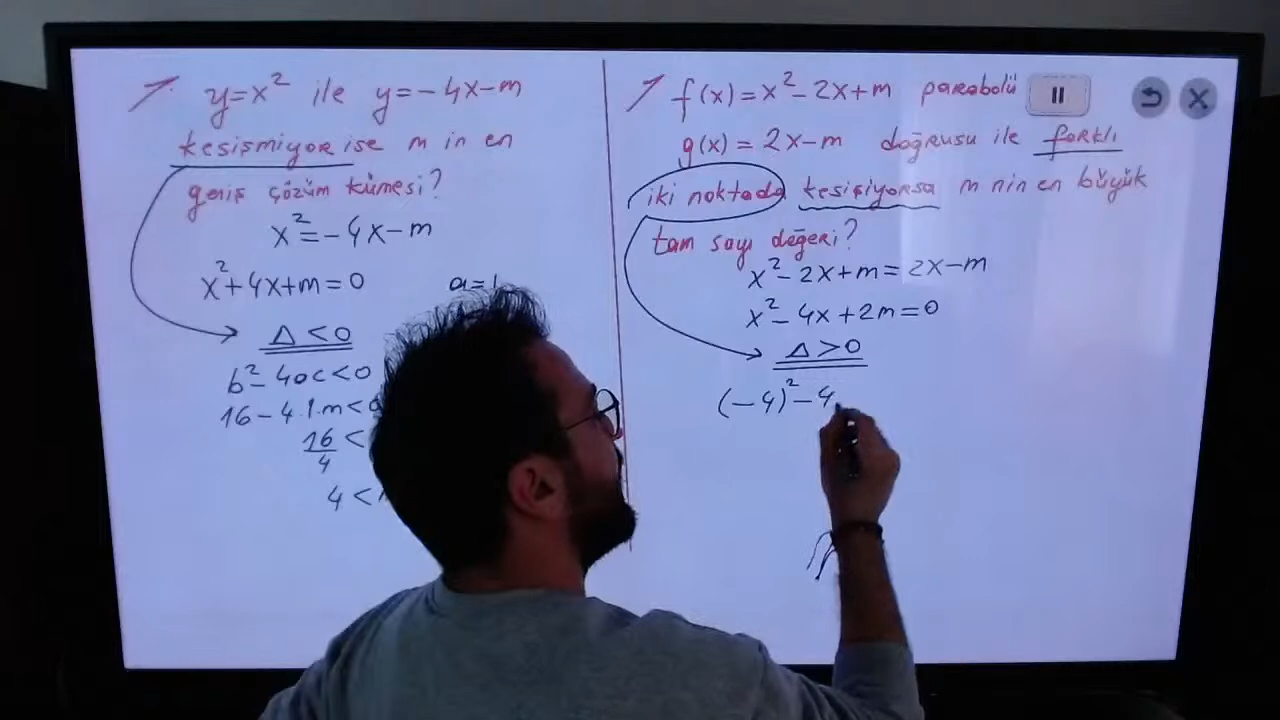 y=x² ile y=-4x-m
kesişmiyor ise m in en
geniş çözüm kümesi?
x²=-4x-m
x²+4x+m=0
a=1
Δ<0
b²-4ac<0
16-4.1.m<0
16/4 <
4<
f(x)=x²-2x+m parabolü
g(x)=2x-m doğrusu ile farklı
iki noktada kesişiyorsa m nin en büyük
tam sayı değeri?
x²-2x+m=2x-m
x²-4x+2m=0
Δ>0
(-4)²-4